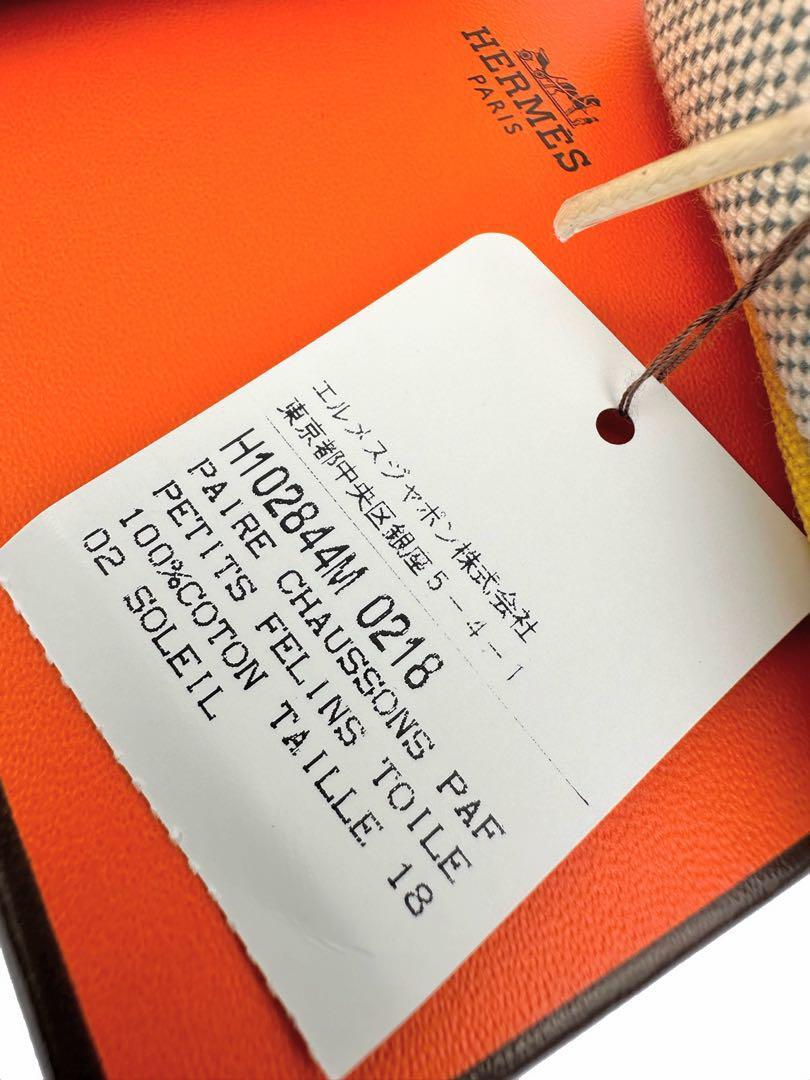 HERMÈS
PARIS
エルメスジャポン株式会社
東京都中央区銀座5-4-1
H102844M 0218
PAIRE CHAUSSONS PAF
PETITS FELINS TOILE
100%COTON TAILLE 18
02 SOLEIL